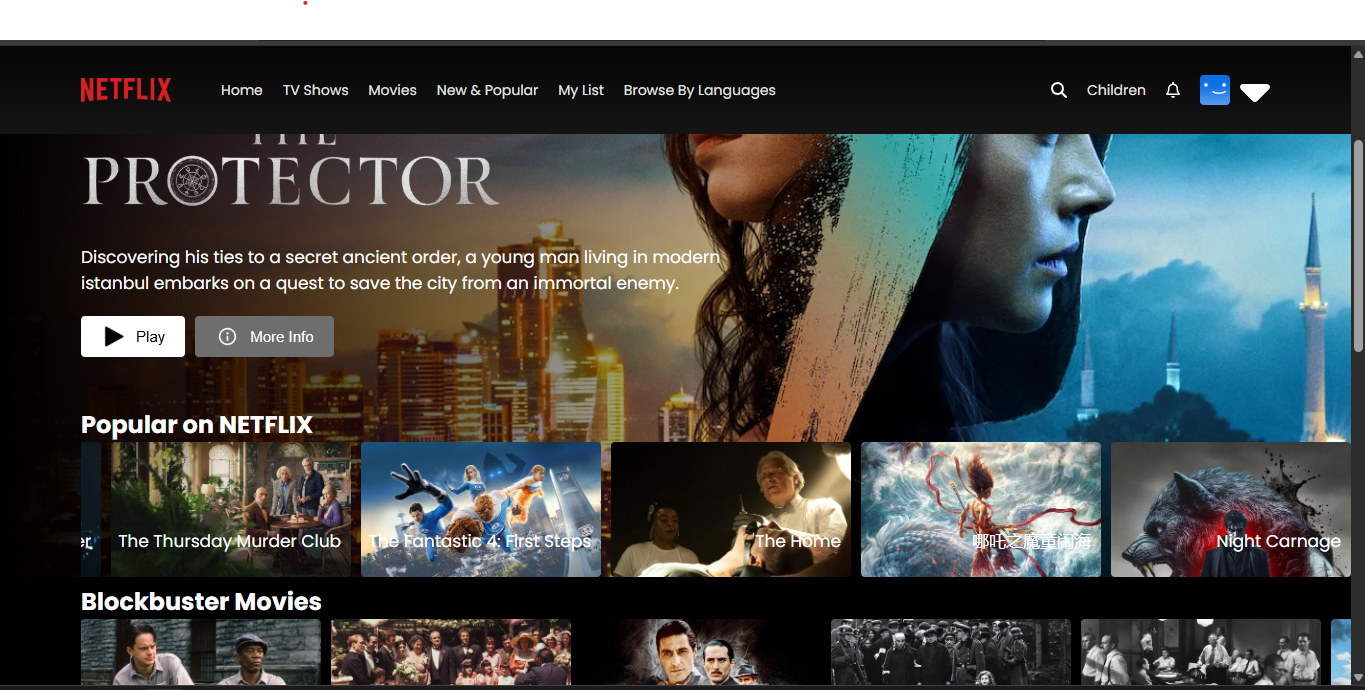 NETFLIX Home TV Shows Movies New & Popular My List Browse By Languages Children
THE
PROTECTOR
Discovering his ties to a secret ancient order, a young man living in modern
istanbul embarks on a quest to save the city from an immortal enemy.
Play More Info
Popular on NETFLIX
er The Thursday Murder Club The Fantastic 4: First Steps The Home 哪吒之魔童闹海 Night Carnage
Blockbuster Movies